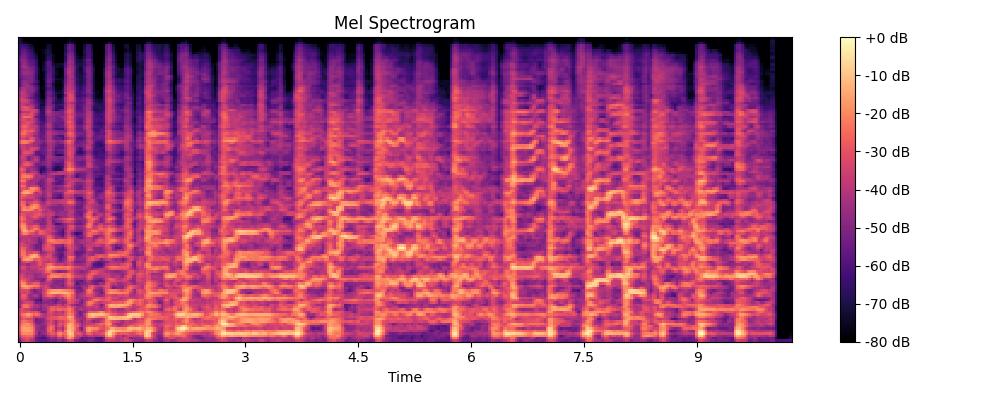 Mel Spectrogram
+0 dB
-10 dB
-20 dB
-30 dB
-40 dB
-50 dB
-60 dB
-70 dB
-80 dB
0 1.5 3 4.5 6 7.5 9
Time